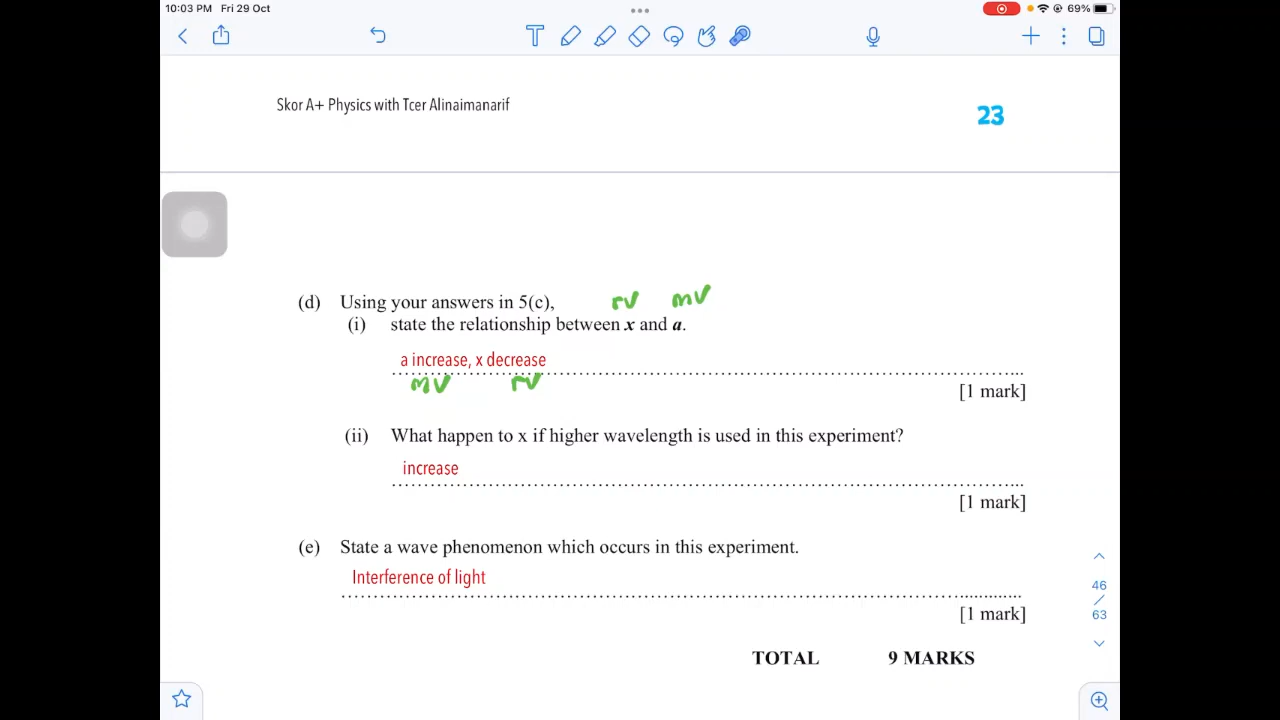 10:03 PM Fri 29 Oct
69%
Skor A+ Physics with Tcer Alinaimanarif
23
(d) Using your answers in 5(c),
rv mv
(i) state the relationship between x and a.
a increase, x decrease
mv rv
[1 mark]
(ii) What happen to x if higher wavelength is used in this experiment?
increase
[1 mark]
(e) State a wave phenomenon which occurs in this experiment.
Interference of light
[1 mark]
46
/
63
TOTAL 9 MARKS